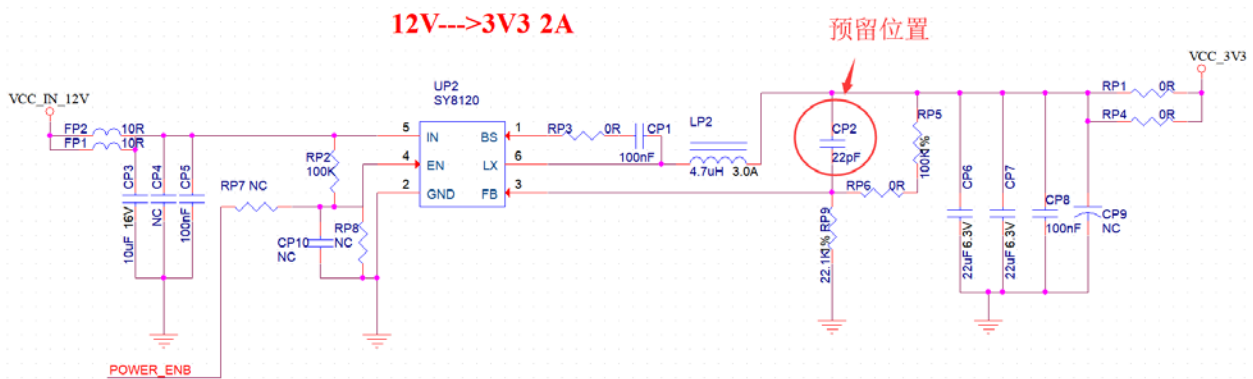 12V--->3V3 2A
预留位置
VCC_IN_12V
FP2 10R
FP1 10R
CP3
10uF 16V
CP4
NC
CP5
100nF
RP7 NC
RP2
100K
CP10
NC
RP8
NC
POWER_ENB
UP2
SY8120
5 IN BS 1
4 EN LX 6
2 GND FB 3
RP3 0R
CP1
100nF
LP2
4.7uH 3.0A
CP2
22pF
RP5
100K1%
RP6 0R
RP9
22.1K1%
CP6
22uF 6.3V
CP7
22uF 6.3V
CP8
100nF
CP9
NC
RP1 0R
RP4 0R
VCC_3V3